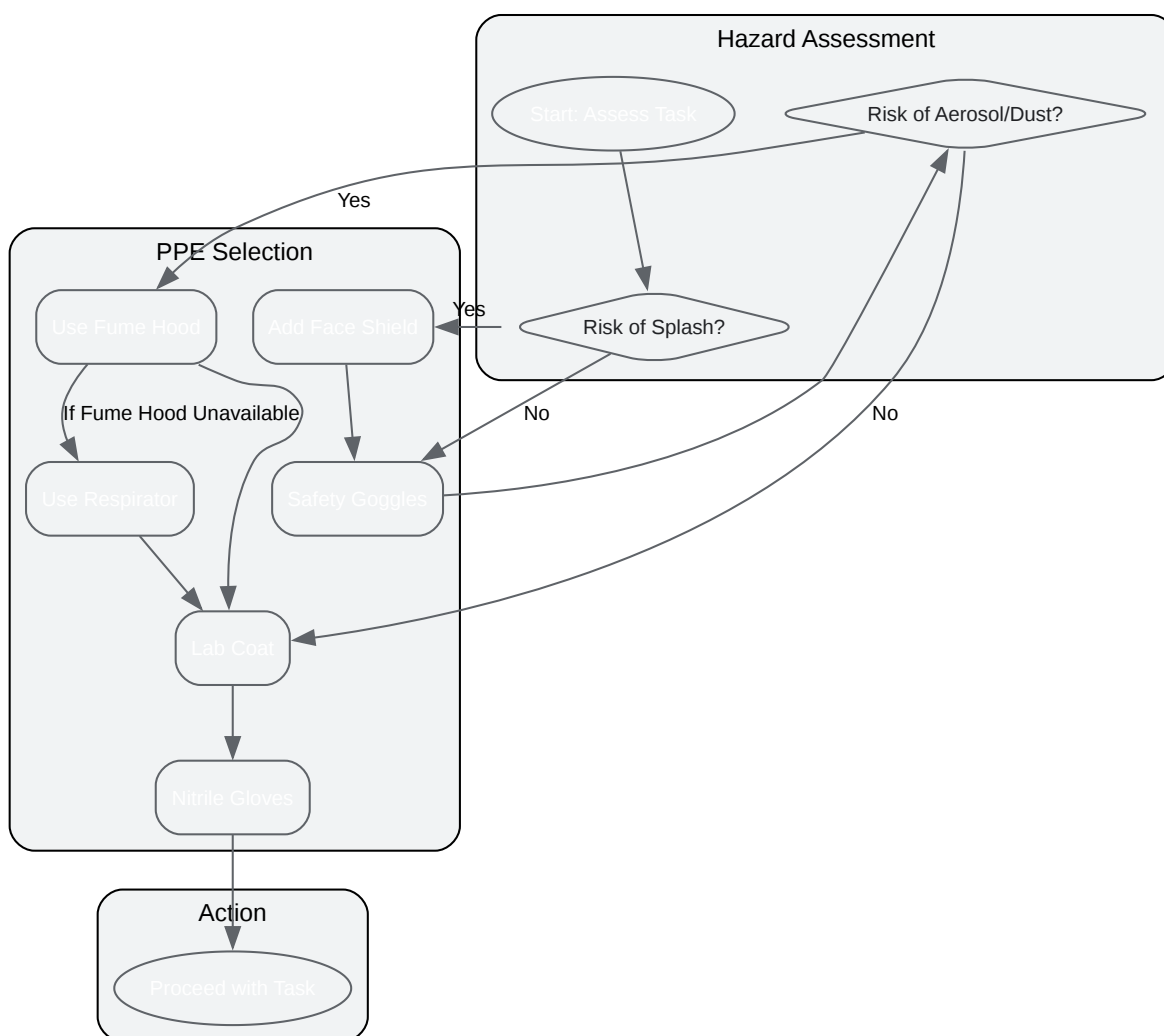 Hazard Assessment
Start: Assess Task
Risk of Aerosol/Dust?
Yes
PPE Selection
Use Fume Hood
Add Face Shield
Yes
Risk of Splash?
If Fume Hood Unavailable
No
No
Use Respirator
Safety Goggles
Lab Coat
Nitrile Gloves
Action
Proceed with Task